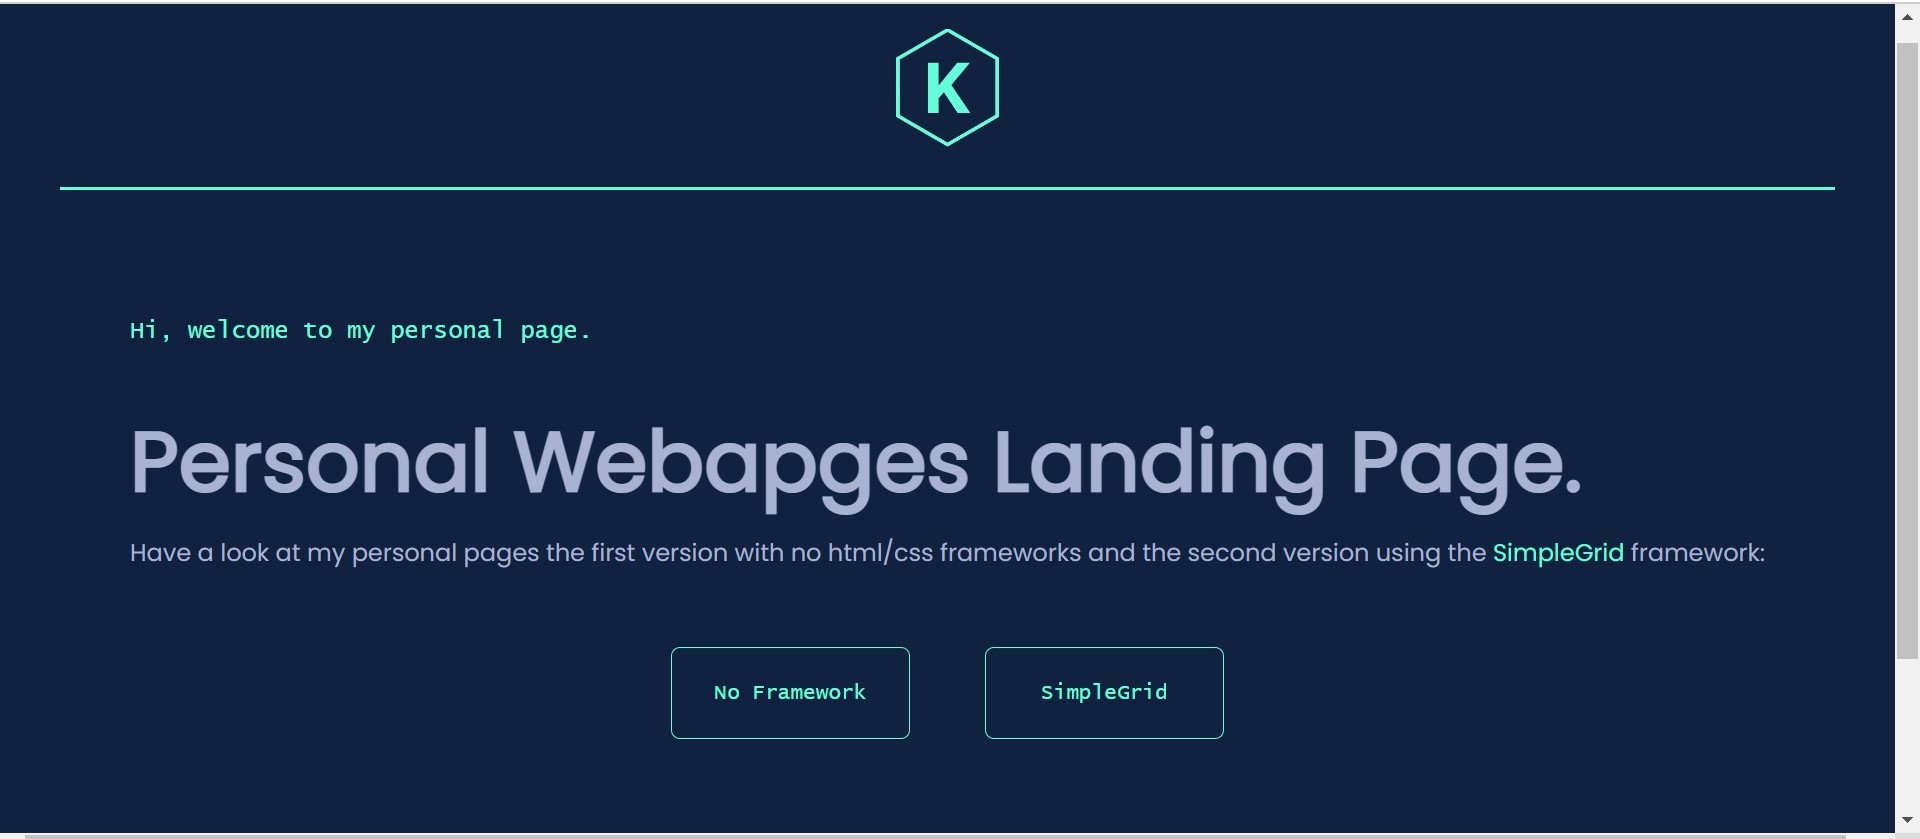 K
Hi, welcome to my personal page.
Personal Webapges Landing Page.
Have a look at my personal pages the first version with no html/css frameworks and the second version using the SimpleGrid framework:
No Framework
SimpleGrid